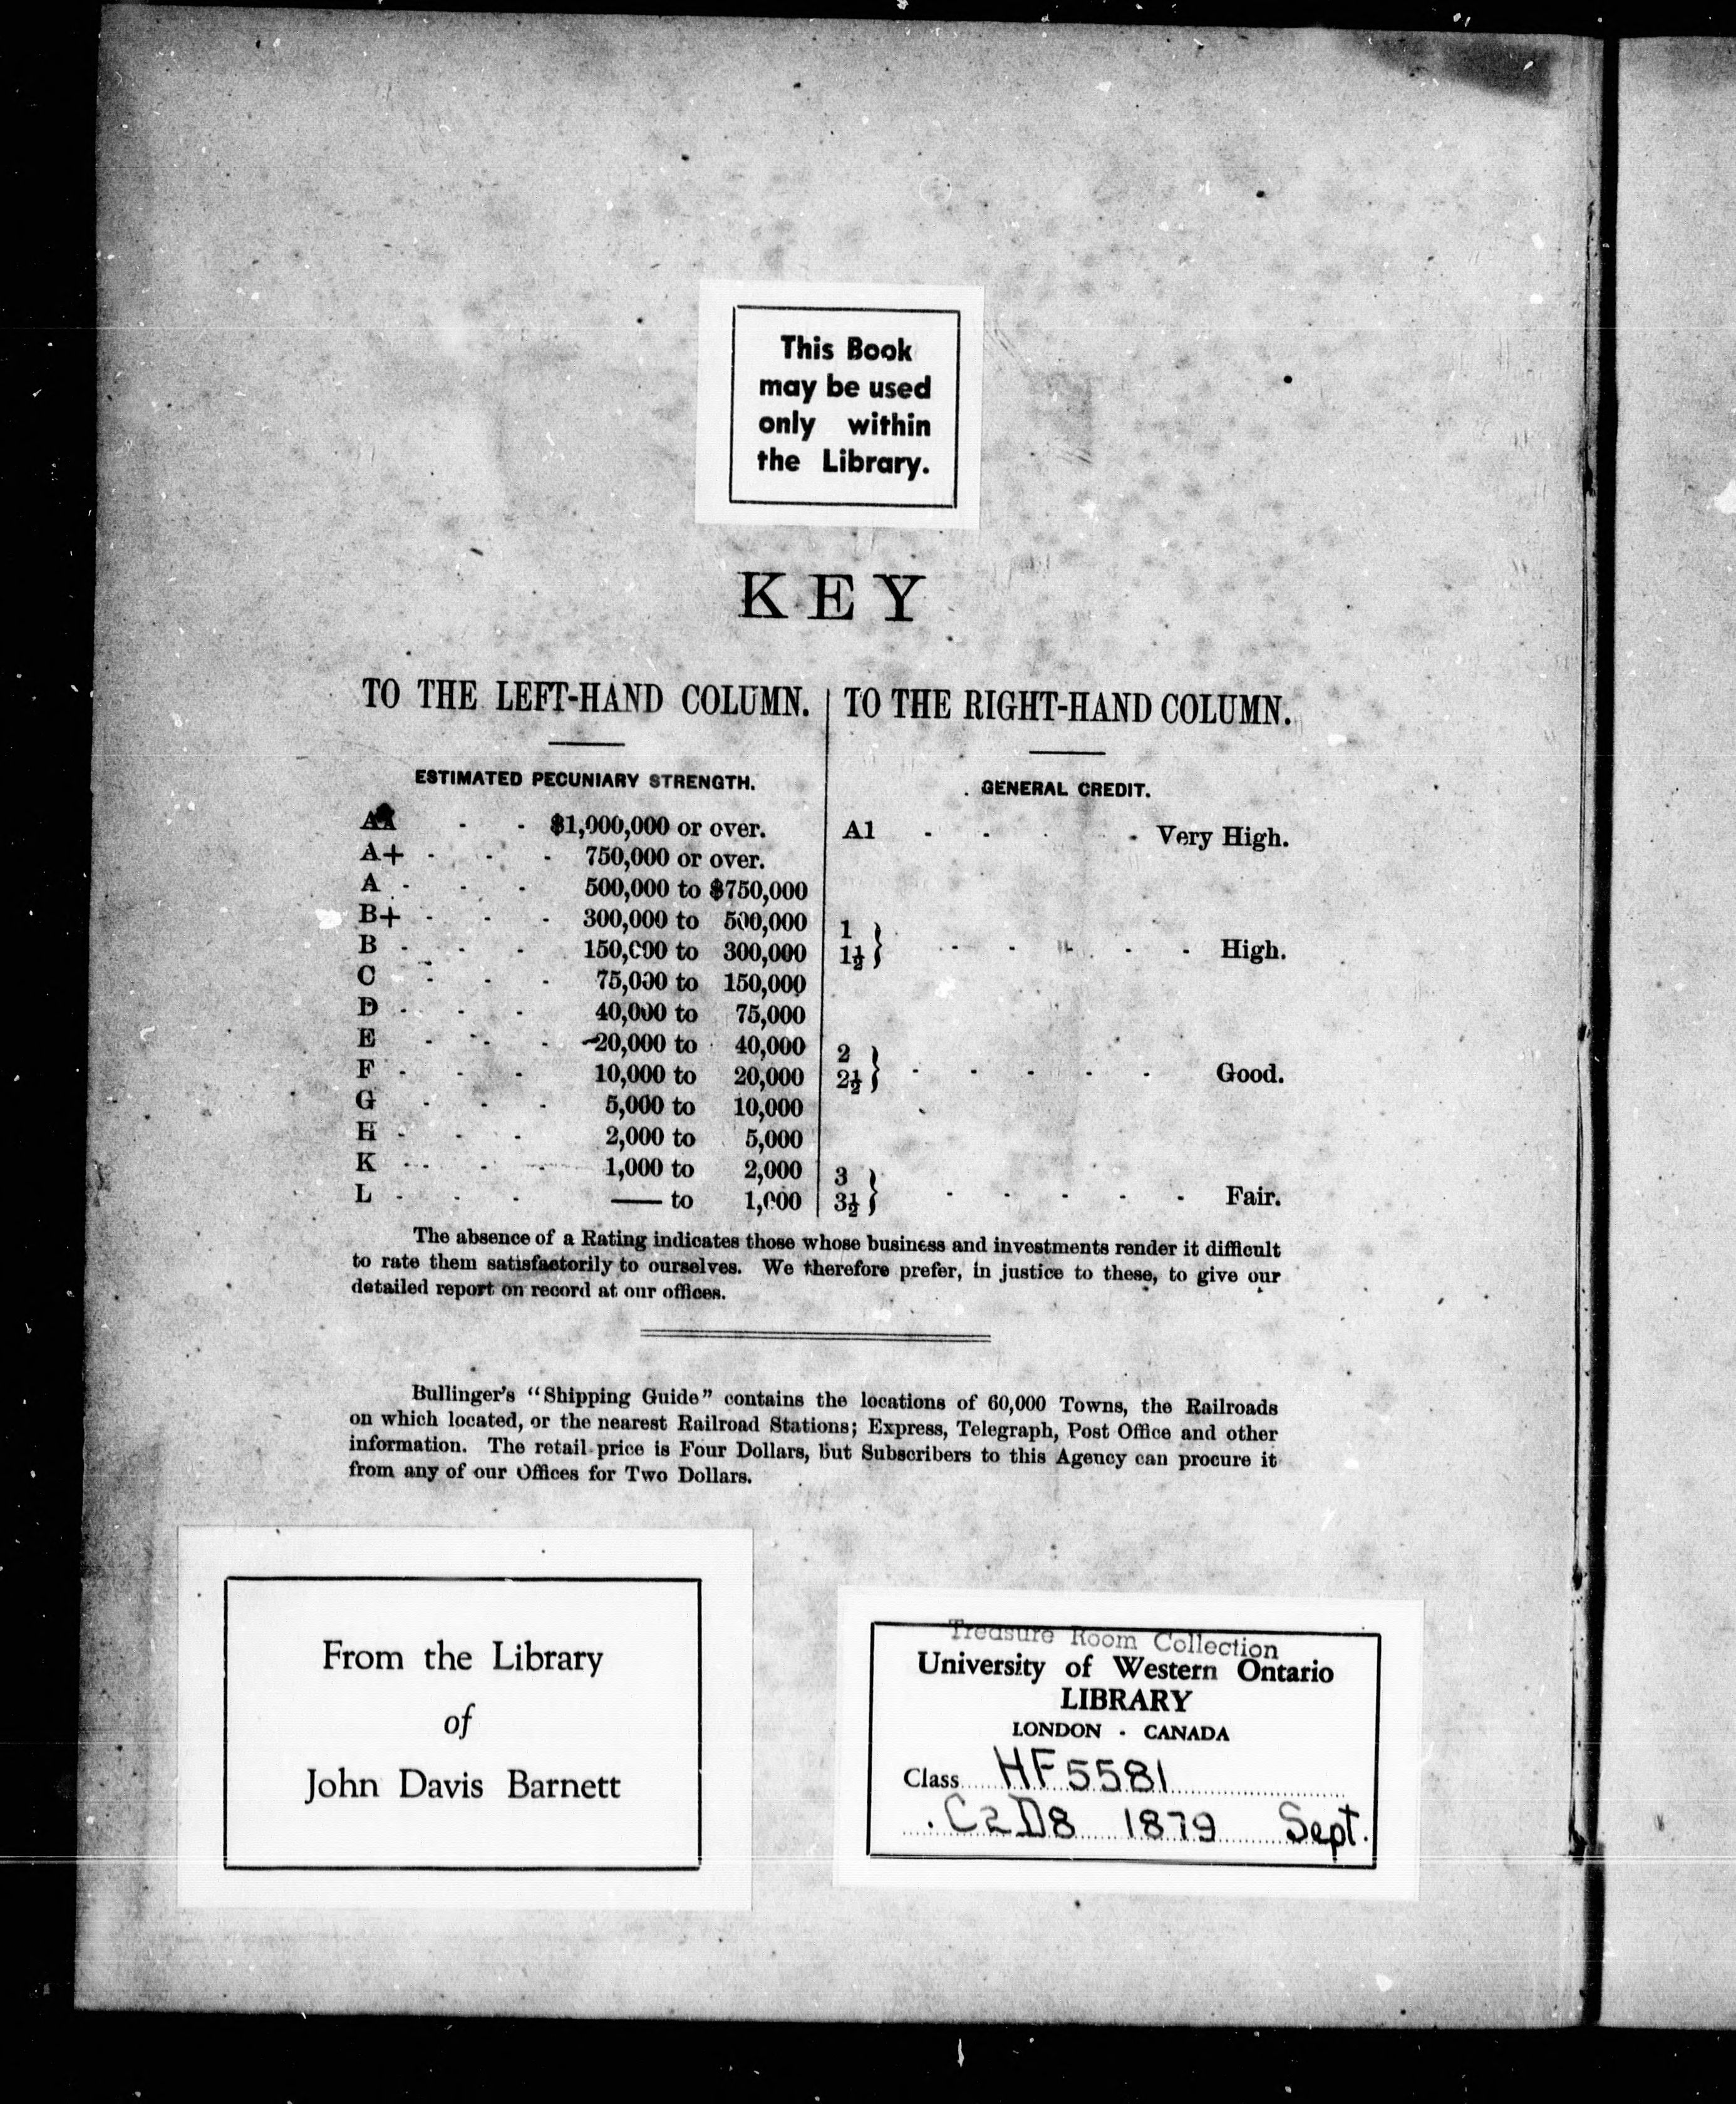 This Book
may be used
only within
the Library.
KEY
TO THE LEFT-HAND COLUMN.
ESTIMATED PECUNIARY STRENGTH.
AA - - $1,000,000 or over.
A+ - - - 750,000 or over.
A - - - 500,000 to $750,000
B+ - - - 300,000 to 500,000
B - - - 150,000 to 300,000
C - - - 75,000 to 150,000
D - - - 40,000 to 75,000
E - - - 20,000 to 40,000
F - - - 10,000 to 20,000
G - - - 5,000 to 10,000
H - - - 2,000 to 5,000
K - - - 1,000 to 2,000
L - - - — to 1,000
TO THE RIGHT-HAND COLUMN.
GENERAL CREDIT.
A1 - - - Very High.
1
1½ } - - - - - High.
2
2½ } - - - - - Good.
3
3½ } - - - - - Fair.
The absence of a Rating indicates those whose business and investments render it difficult
to rate them satisfactorily to ourselves. We therefore prefer, in justice to these, to give our
detailed report on record at our offices.
Bullinger's "Shipping Guide" contains the locations of 60,000 Towns, the Railroads
on which located, or the nearest Railroad Stations; Express, Telegraph, Post Office and other
information. The retail price is Four Dollars, but Subscribers to this Agency can procure it
from any of our Offices for Two Dollars.
From the Library
of
John Davis Barnett
Treasure Room Collection
University of Western Ontario
LIBRARY
LONDON - CANADA
Class HF5581
.C2D8 1879 Sept.